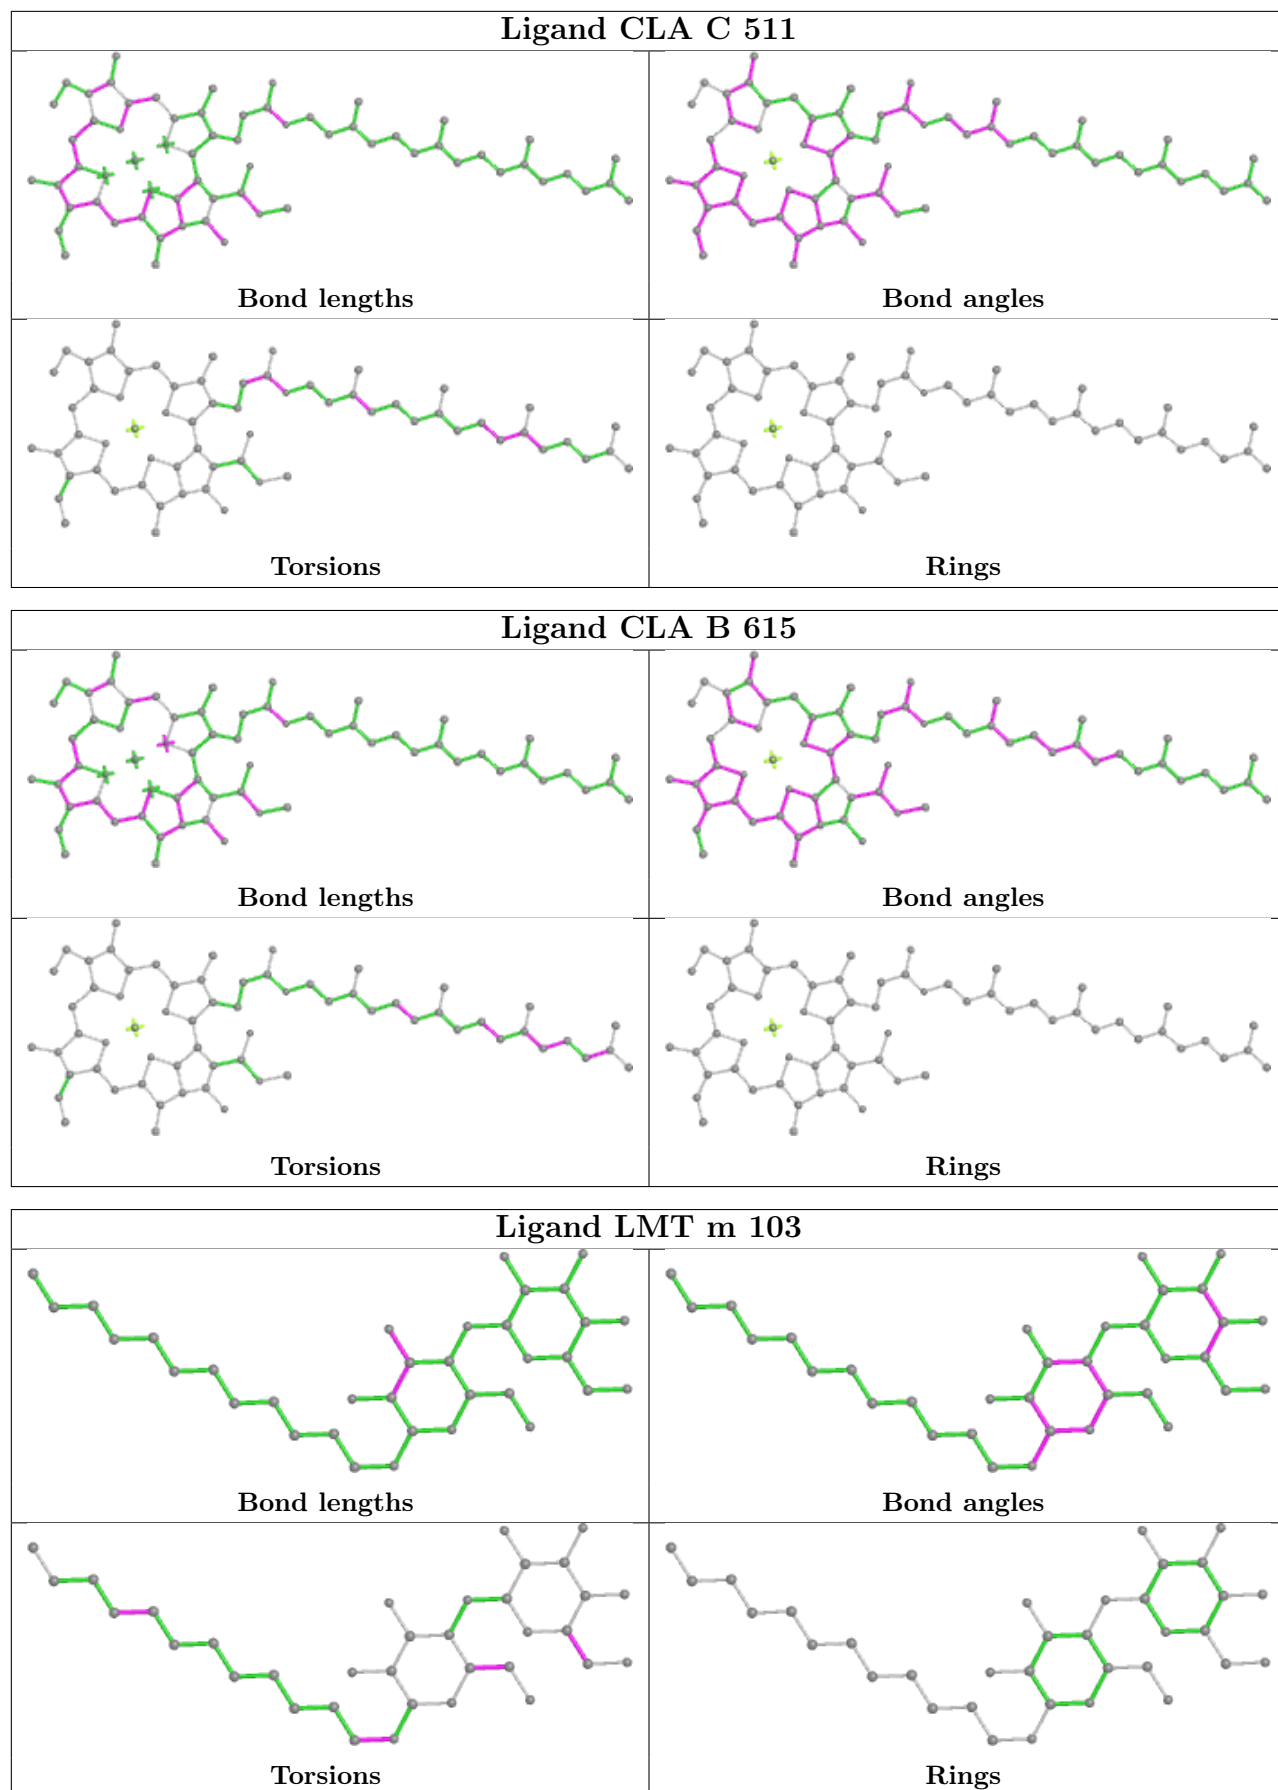 Ligand CLA C 511
Bond lengths
Bond angles
Torsions
Rings
Ligand CLA B 615
Bond lengths
Bond angles
Torsions
Rings
Ligand LMT m 103
Bond lengths
Bond angles
Torsions
Rings